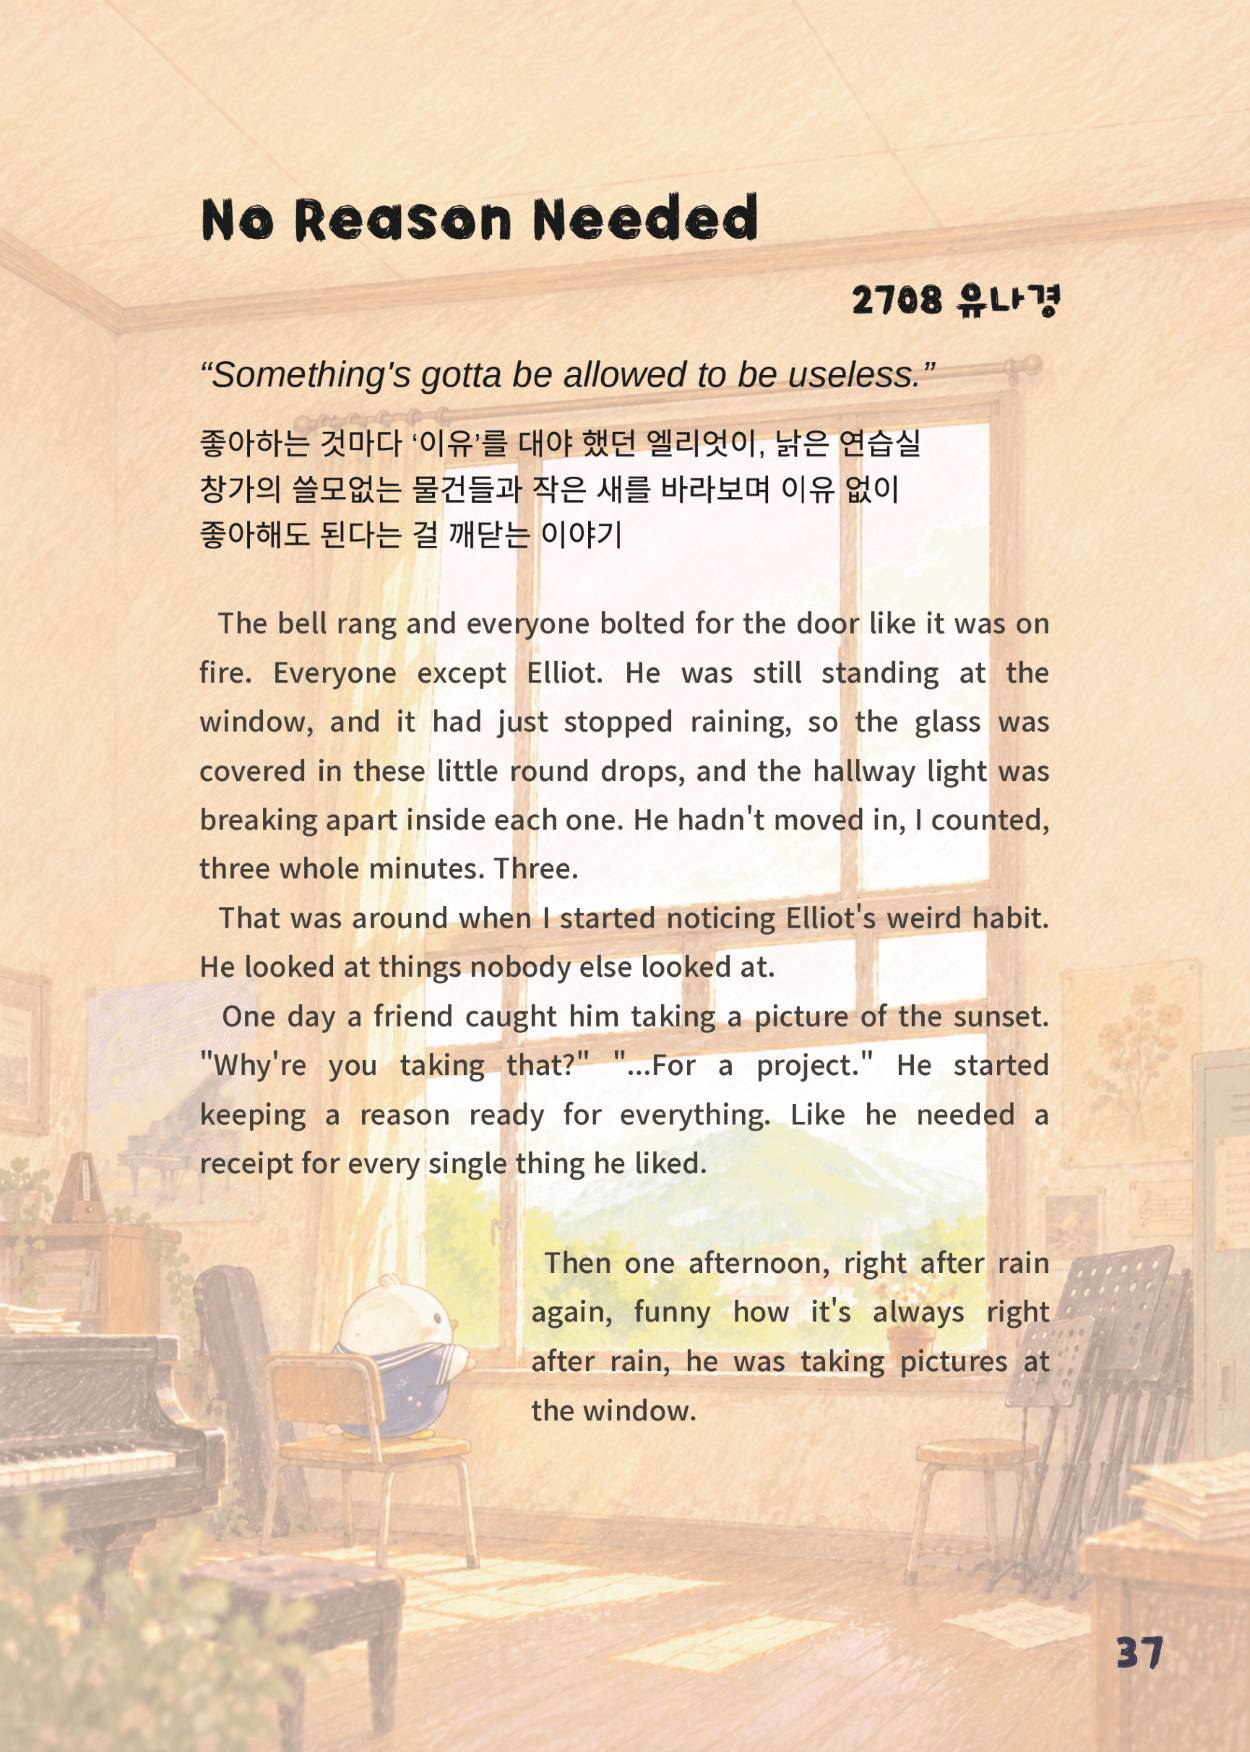 No Reason Needed
2708 유나경
“Something's gotta be allowed to be useless.”
좋아하는 것마다 ‘이유’를 대야 했던 엘리엇이, 낡은 연습실
창가의 쓸모없는 물건들과 작은 새를 바라보며 이유 없이
좋아해도 된다는 걸 깨닫는 이야기
The bell rang and everyone bolted for the door like it was on
fire. Everyone except Elliot. He was still standing at the
window, and it had just stopped raining, so the glass was
covered in these little round drops, and the hallway light was
breaking apart inside each one. He hadn't moved in, I counted,
three whole minutes. Three.
That was around when I started noticing Elliot's weird habit.
He looked at things nobody else looked at.
One day a friend caught him taking a picture of the sunset.
"Why're you taking that?" "...For a project." He started
keeping a reason ready for everything. Like he needed a
receipt for every single thing he liked.
Then one afternoon, right after rain
again, funny how it's always right
after rain, he was taking pictures at
the window.
37